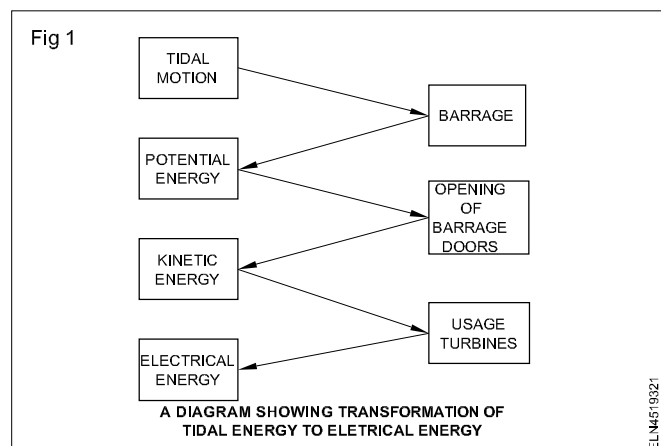 Fig 1
TIDAL
MOTION
BARRAGE
POTENTIAL
ENERGY
OPENING
OF
BARRAGE
DOORS
KINETIC
ENERGY
USAGE
TURBINES
ELECTRICAL
ENERGY
A DIAGRAM SHOWING TRANSFORMATION OF
TIDAL ENERGY TO ELETRICAL ENERGY
ELN4519321